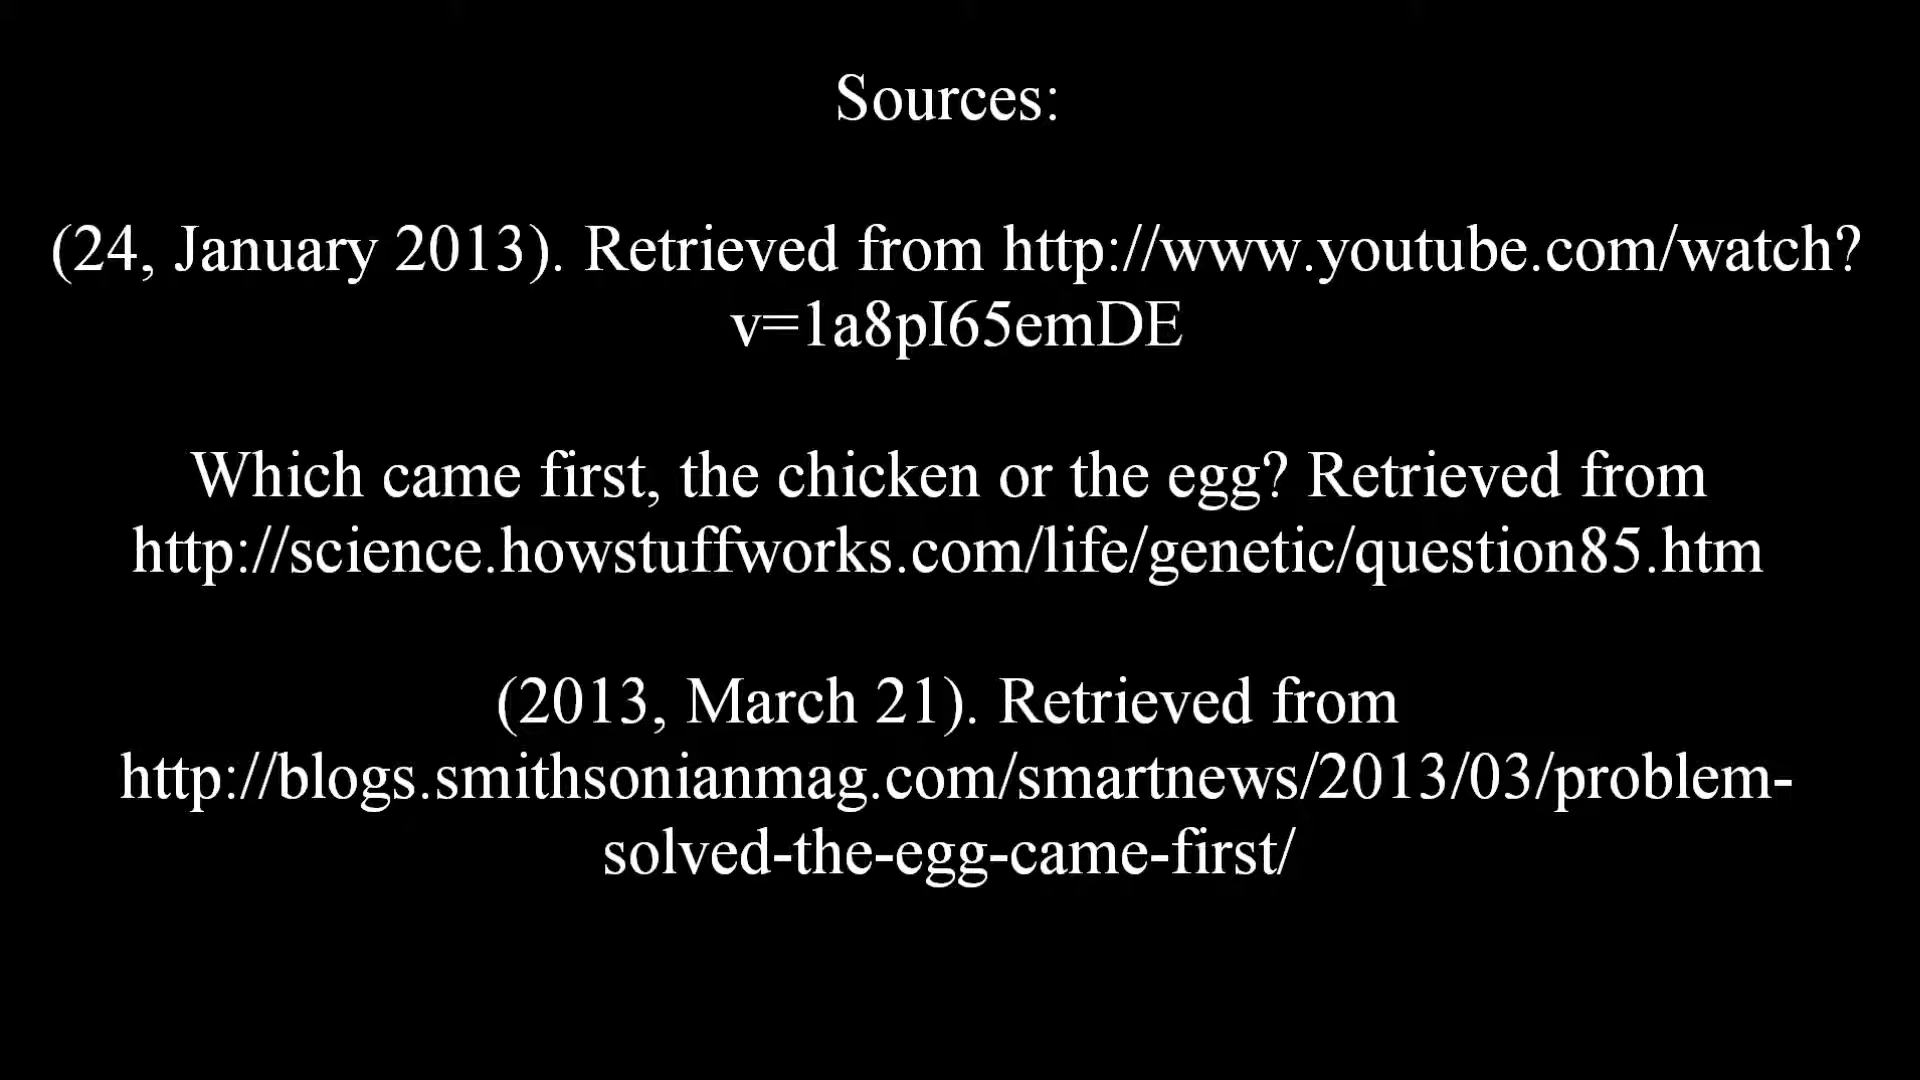 Sources:
(24, January 2013). Retrieved from http://www.youtube.com/watch?
v=1a8pI65emDE
Which came first, the chicken or the egg? Retrieved from
http://science.howstuffworks.com/life/genetic/question85.htm
(2013, March 21). Retrieved from
http://blogs.smithsonianmag.com/smartnews/2013/03/problem-
solved-the-egg-came-first/